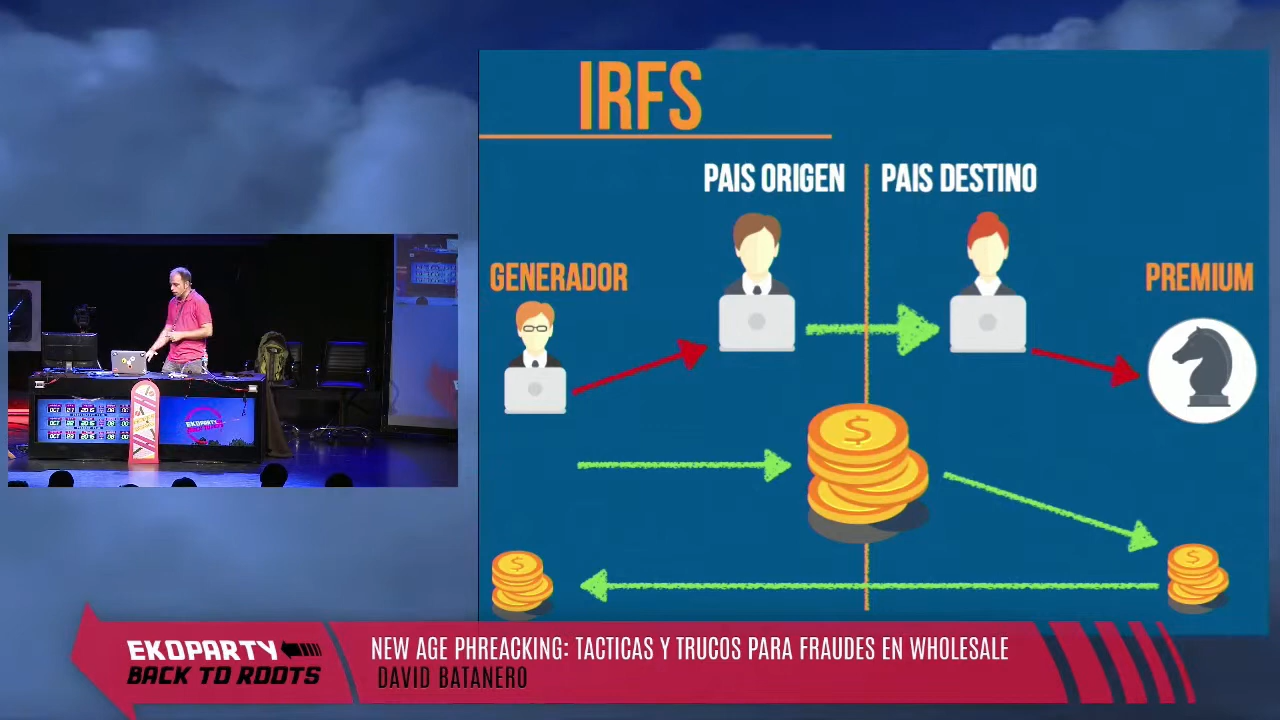 IRFS
PAIS ORIGEN
PAIS DESTINO
GENERADOR
PREMIUM
EKOPARTY
BACK TO ROOTS
NEW AGE PHREACKING: TACTICAS Y TRUCOS PARA FRAUDES EN WHOLESALE
DAVID BATANERO
EKOPARTY